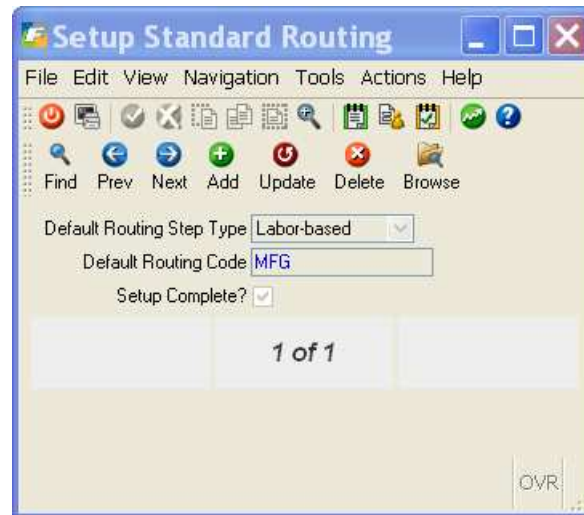 Setup Standard Routing
File Edit View Navigation Tools Actions Help
Find Prev Next Add Update Delete Browse
Default Routing Step Type Labor-based
Default Routing Code MFG
Setup Complete?
1 of 1
OVR